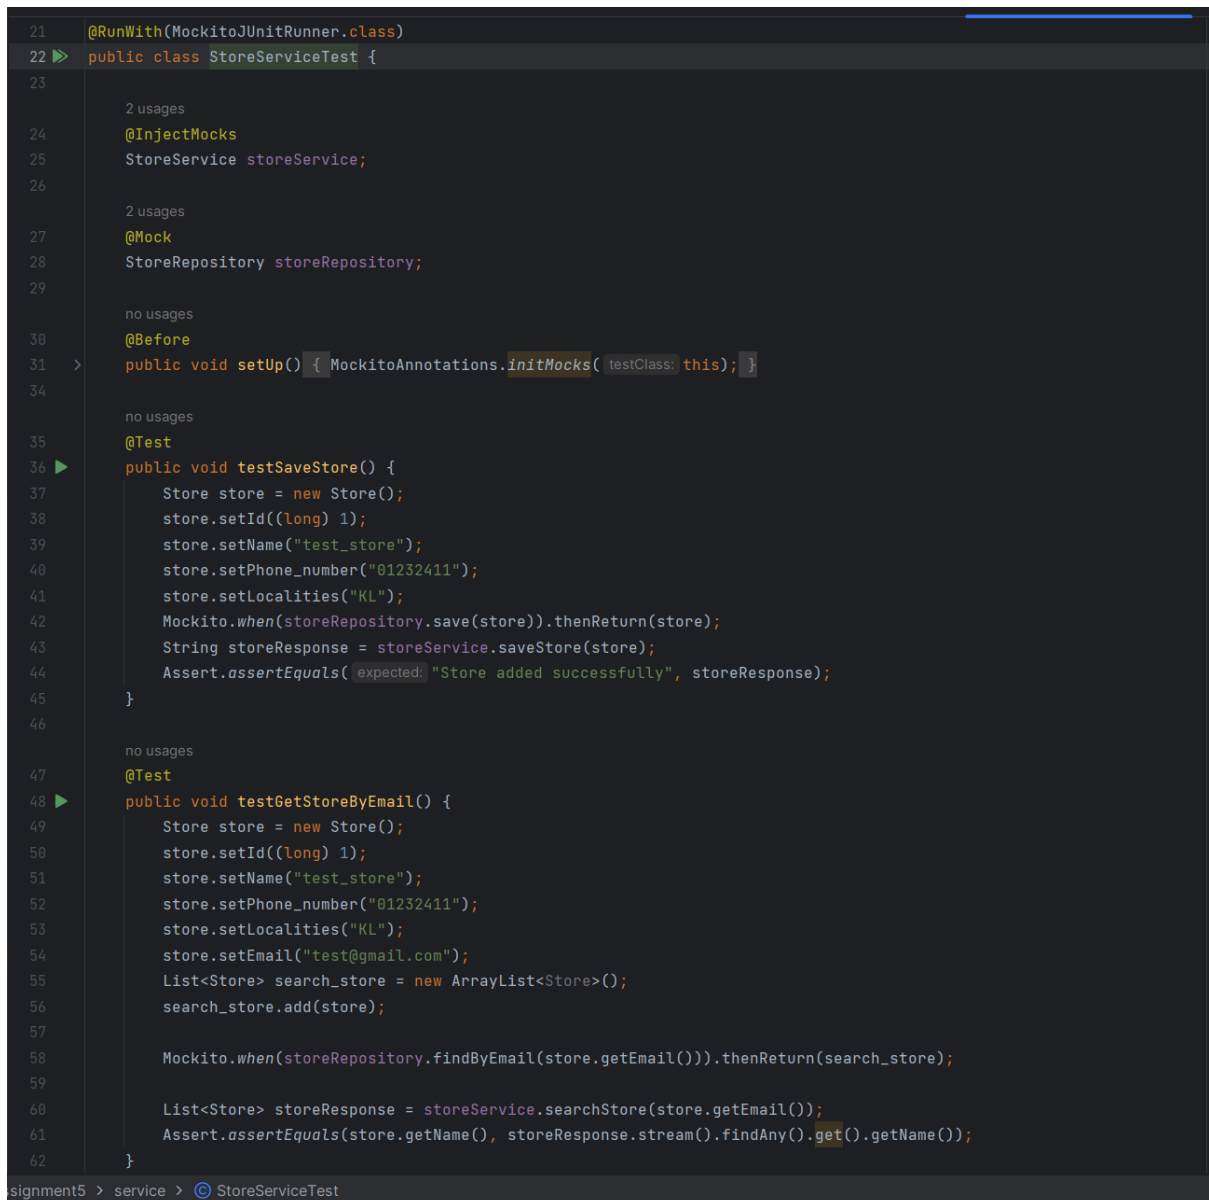 21 @RunWith(MockitoJUnitRunner.class)
22 public class StoreServiceTest {
23
2 usages
24 @InjectMocks
25 StoreService storeService;
26
2 usages
27 @Mock
28 StoreRepository storeRepository;
29
no usages
30 @Before
31 public void setUp() { MockitoAnnotations.initMocks( testClass: this); }
34
no usages
35 @Test
36 public void testSaveStore() {
37 Store store = new Store();
38 store.setId((long) 1);
39 store.setName("test_store");
40 store.setPhone_number("01232411");
41 store.setLocalities("KL");
42 Mockito.when(storeRepository.save(store)).thenReturn(store);
43 String storeResponse = storeService.saveStore(store);
44 Assert.assertEquals( expected: "Store added successfully", storeResponse);
45 }
46
no usages
47 @Test
48 public void testGetStoreByEmail() {
49 Store store = new Store();
50 store.setId((long) 1);
51 store.setName("test_store");
52 store.setPhone_number("01232411");
53 store.setLocalities("KL");
54 store.setEmail("test@gmail.com");
55 List<Store> search_store = new ArrayList<Store>();
56 search_store.add(store);
57
58 Mockito.when(storeRepository.findByEmail(store.getEmail())).thenReturn(search_store);
59
60 List<Store> storeResponse = storeService.searchStore(store.getEmail());
61 Assert.assertEquals(store.getName(), storeResponse.stream().findAny().get().getName());
62 }
ssignment5 > service > © StoreServiceTest